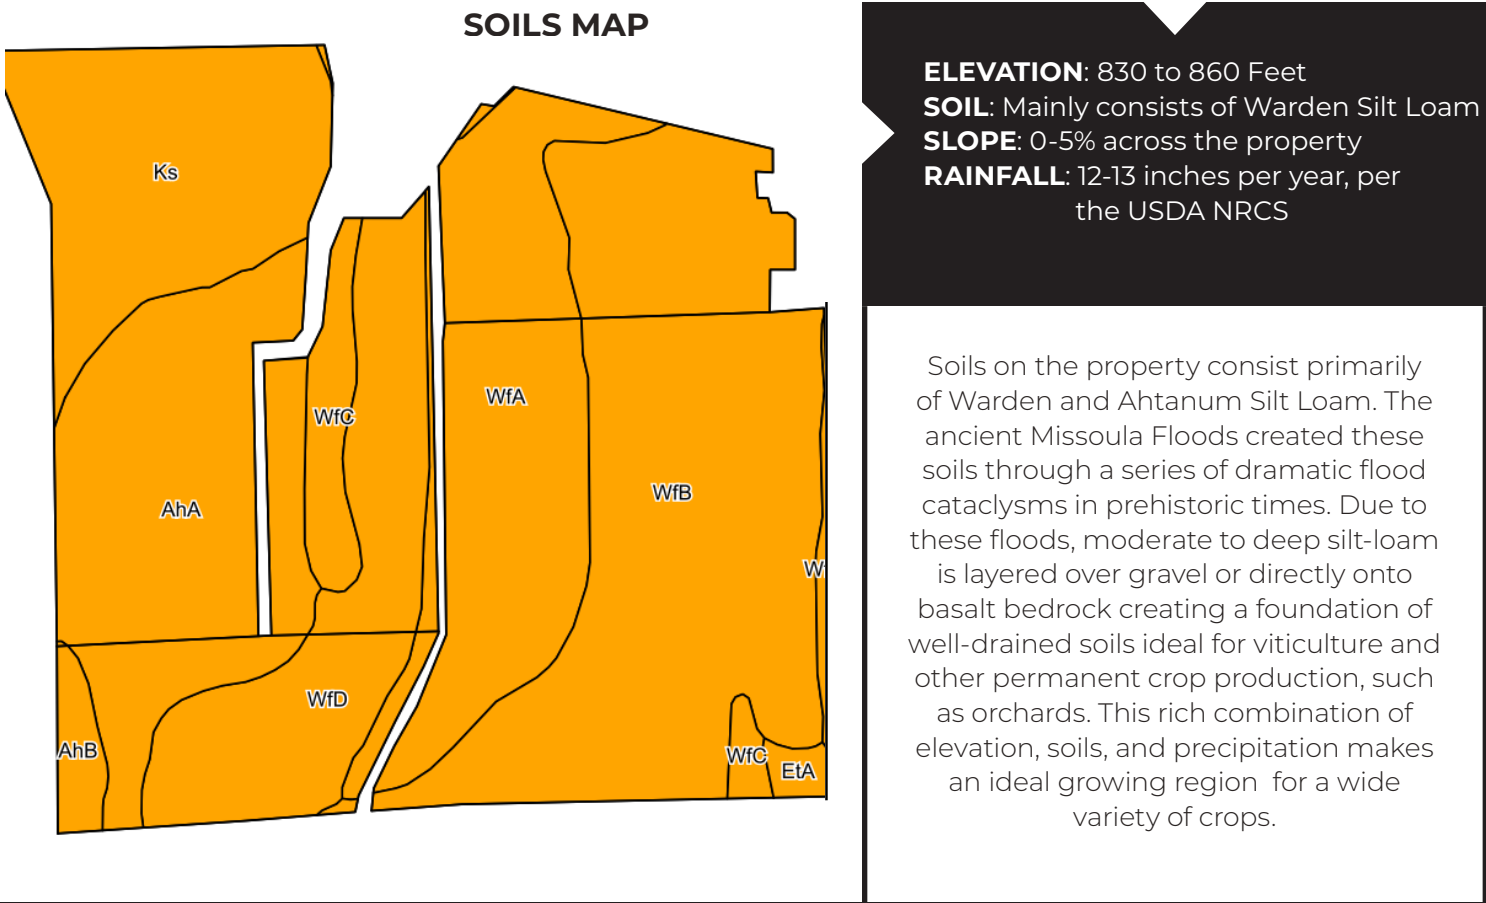 SOILS MAP
Ks
WfC
WfA
WfB
AhA
W
WfD
AhB
WfC
EtA
ELEVATION: 830 to 860 Feet
SOIL: Mainly consists of Warden Silt Loam
SLOPE: 0-5% across the property
RAINFALL: 12-13 inches per year, per
the USDA NRCS
Soils on the property consist primarily
of Warden and Ahtanum Silt Loam. The
ancient Missoula Floods created these
soils through a series of dramatic flood
cataclysms in prehistoric times. Due to
these floods, moderate to deep silt-loam
is layered over gravel or directly onto
basalt bedrock creating a foundation of
well-drained soils ideal for viticulture and
other permanent crop production, such
as orchards. This rich combination of
elevation, soils, and precipitation makes
an ideal growing region for a wide
variety of crops.